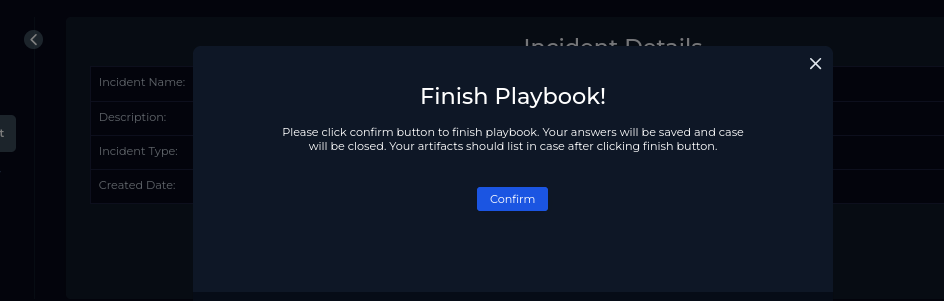 Incident Details
Finish Playbook!
Incident Name:
Description:
Please click confirm button to finish playbook. Your answers will be saved and case
will be closed. Your artifacts should list in case after clicking finish button.
Incident Type:
Created Date:
Confirm